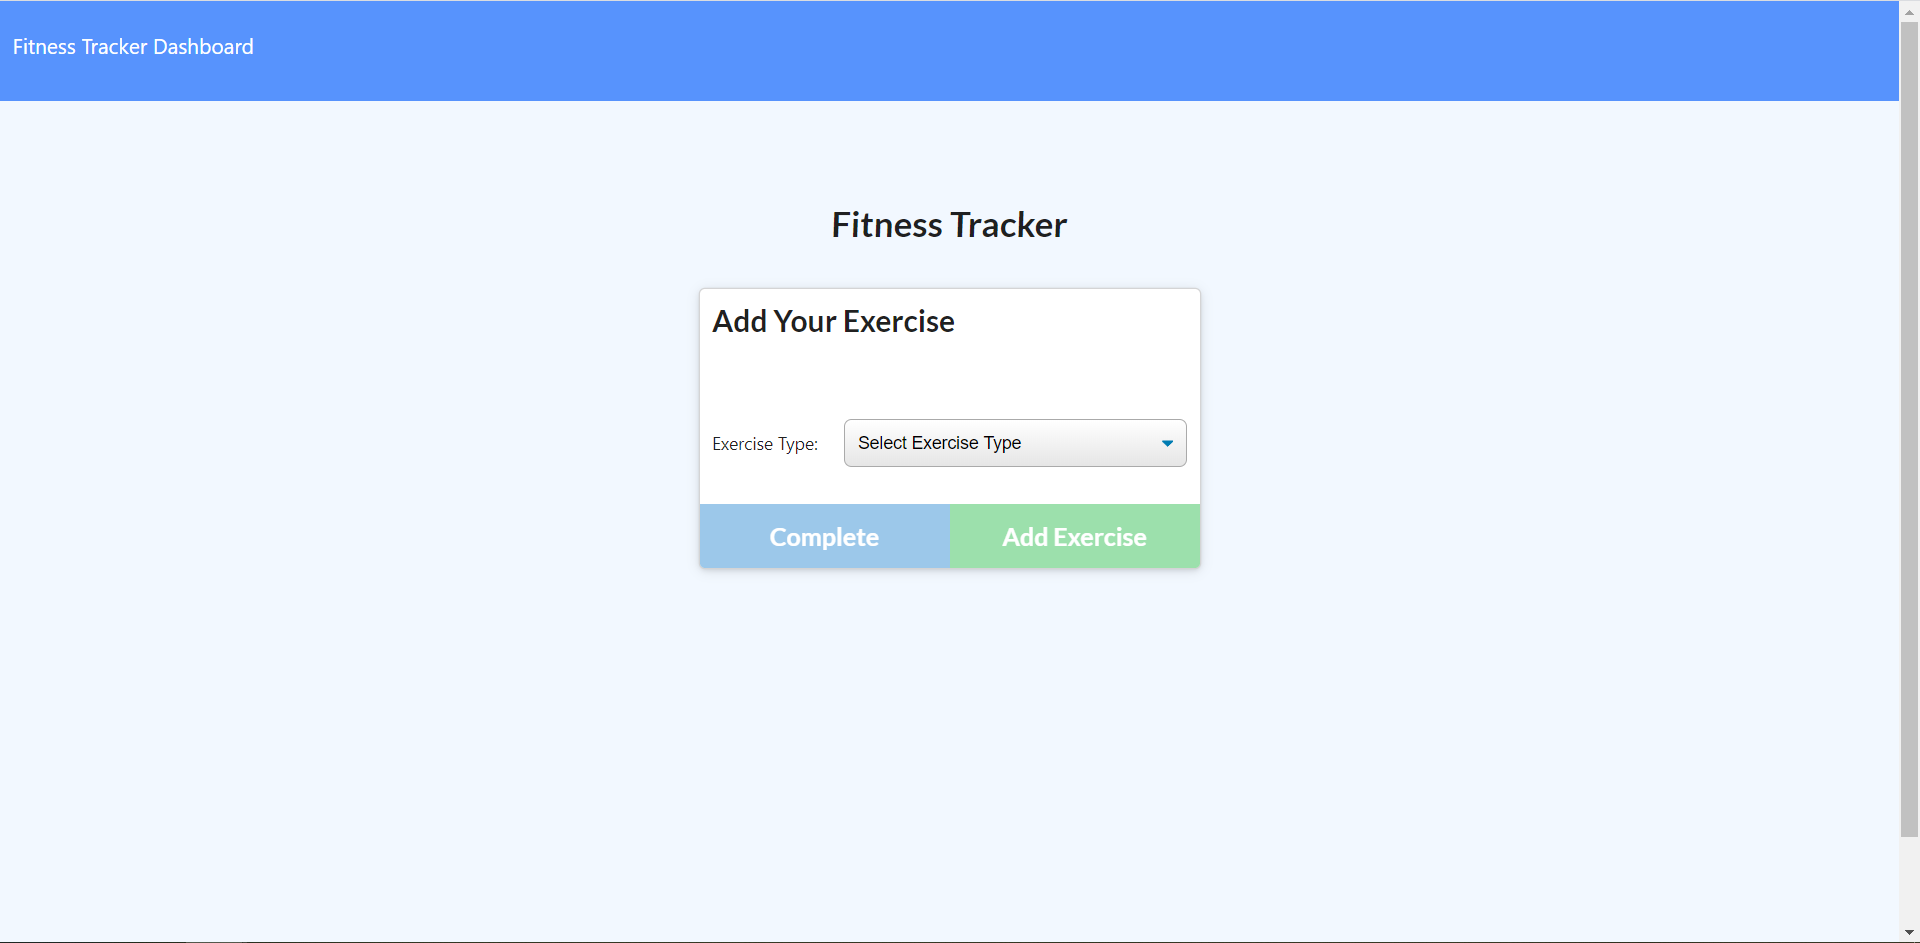 Fitness Tracker Dashboard
Fitness Tracker
Add Your Exercise
Exercise Type: Select Exercise Type
Complete Add Exercise